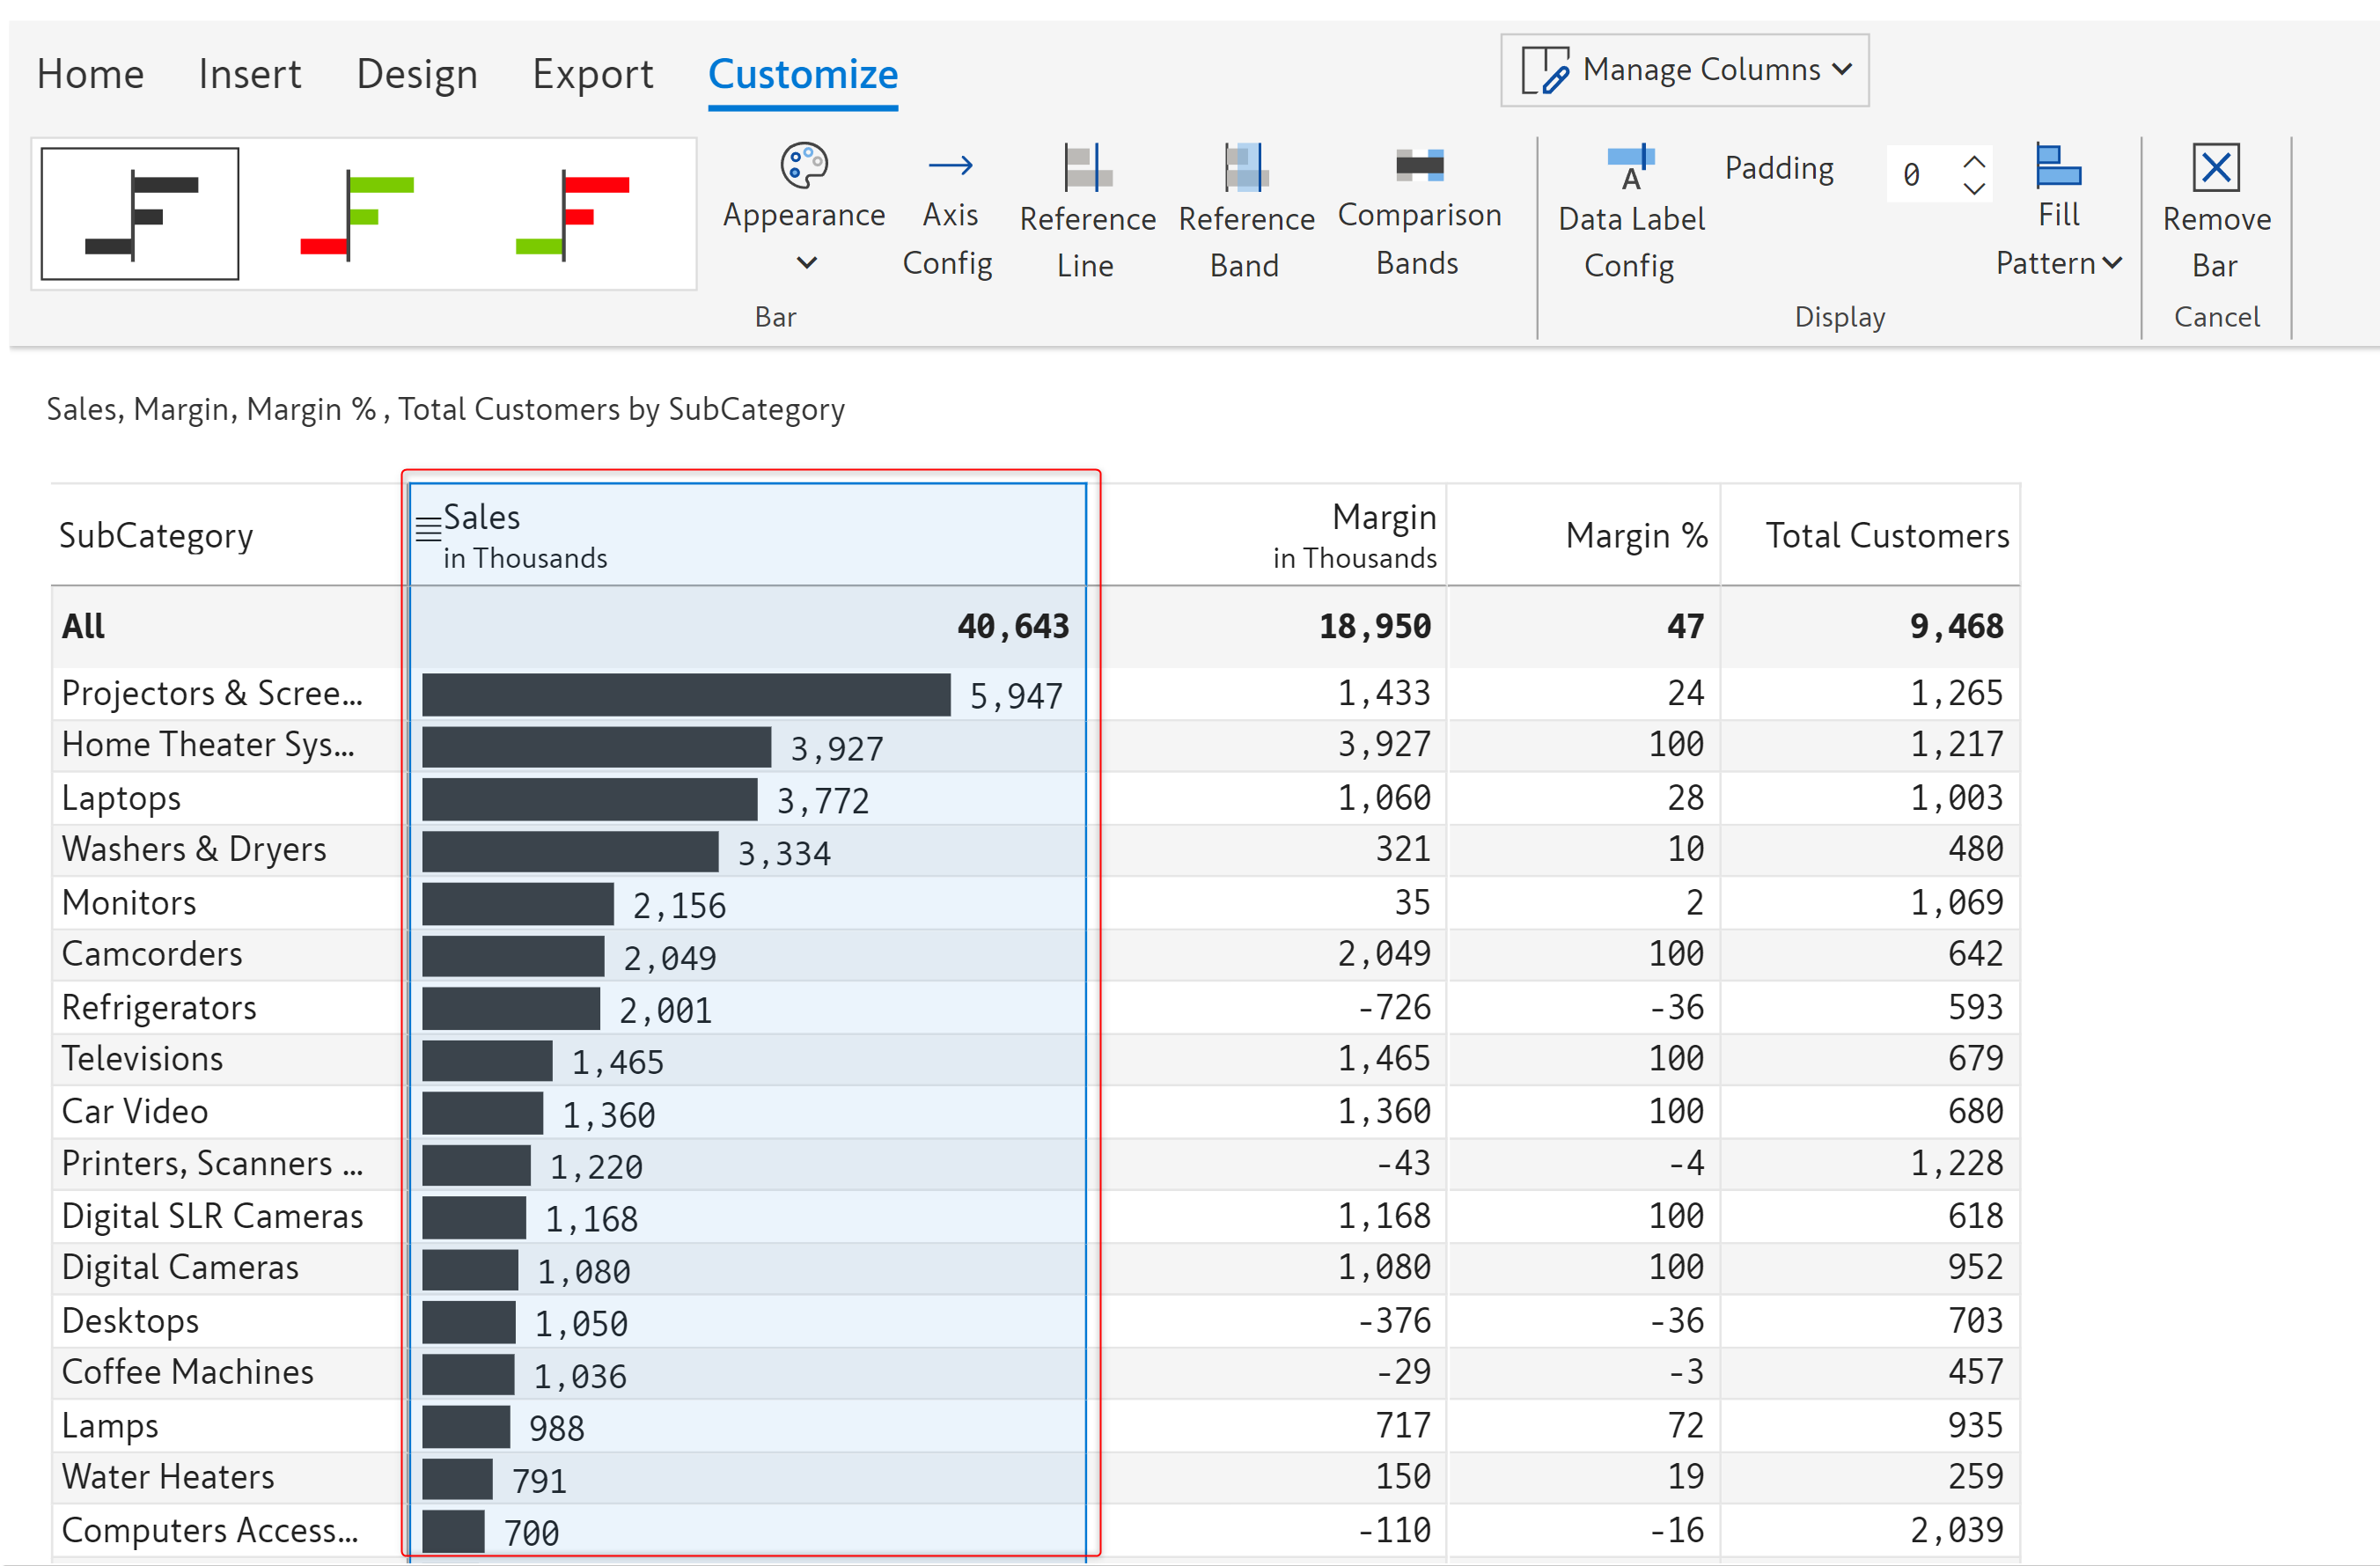 Home Insert Design Export Customize Manage Columns
Appearance Axis Config Reference Line Reference Band Comparison Bands Data Label Config Padding 0 Fill Pattern Remove Bar
Bar Display Cancel
Sales, Margin, Margin % , Total Customers by SubCategory
SubCategory Sales in Thousands Margin in Thousands Margin % Total Customers
All 40,643 18,950 47 9,468
Projectors & Scree... 5,947 1,433 24 1,265
Home Theater Sys... 3,927 3,927 100 1,217
Laptops 3,772 1,060 28 1,003
Washers & Dryers 3,334 321 10 480
Monitors 2,156 35 2 1,069
Camcorders 2,049 2,049 100 642
Refrigerators 2,001 -726 -36 593
Televisions 1,465 1,465 100 679
Car Video 1,360 1,360 100 680
Printers, Scanners ... 1,220 -43 -4 1,228
Digital SLR Cameras 1,168 1,168 100 618
Digital Cameras 1,080 1,080 100 952
Desktops 1,050 -376 -36 703
Coffee Machines 1,036 -29 -3 457
Lamps 988 717 72 935
Water Heaters 791 150 19 259
Computers Access... 700 -110 -16 2,039